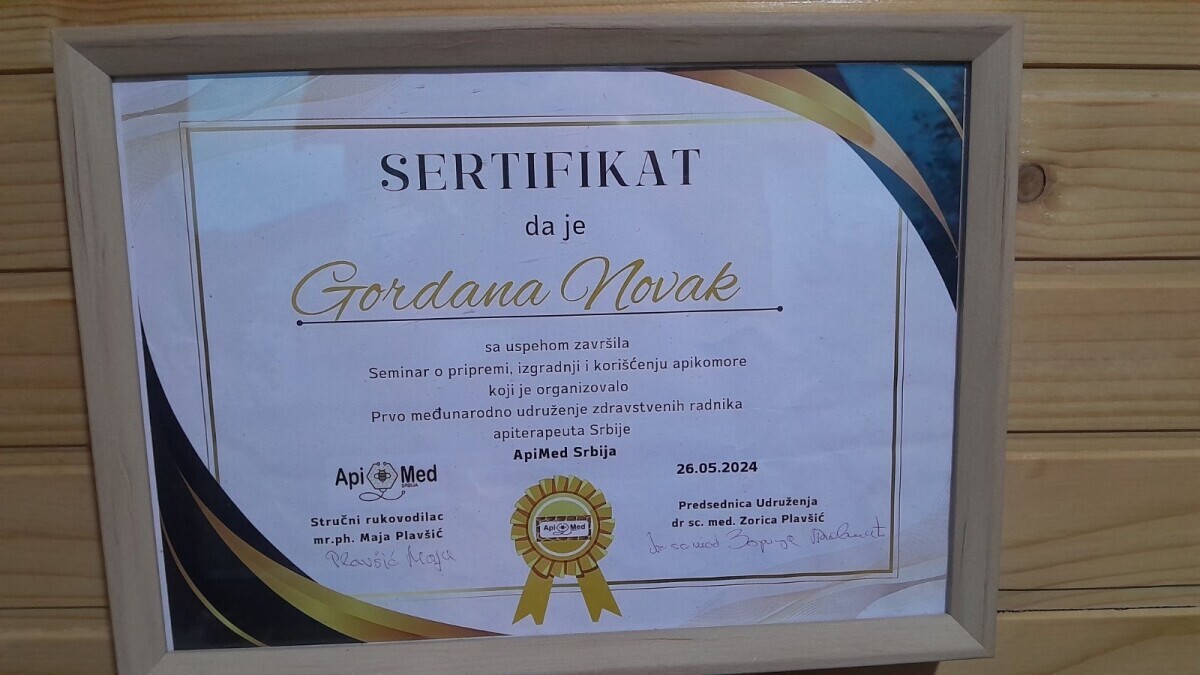 SERTIFIKAT
da je
Gordana Novak
sa uspehom završila
Seminar o pripremi, izgradnji i korišćenju apikomore
koji je organizovalo
Prvo međunarodno udruženje zdravstvenih radnika
apiterapeuta Srbije
ApiMed Srbija
Api Med
SRBIJA
Stručni rukovodilac
mr.ph. Maja Plavšić
Plavšić Maja
Api Med
26.05.2024
Predsednica Udruženja
dr sc. med. Zorica Plavšić